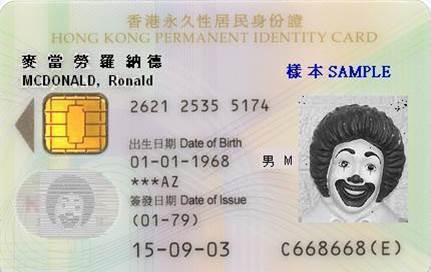 香港永久性居民身份證
HONG KONG PERMANENT IDENTITY CARD
麥當勞羅納德
MCDONALD, Ronald
樣本 SAMPLE
2621 2535 5174
出生日期 Date of Birth
01-01-1968
男 M
***AZ
簽發日期 Date of Issue
(01-79)
15-09-03
C668668(E)